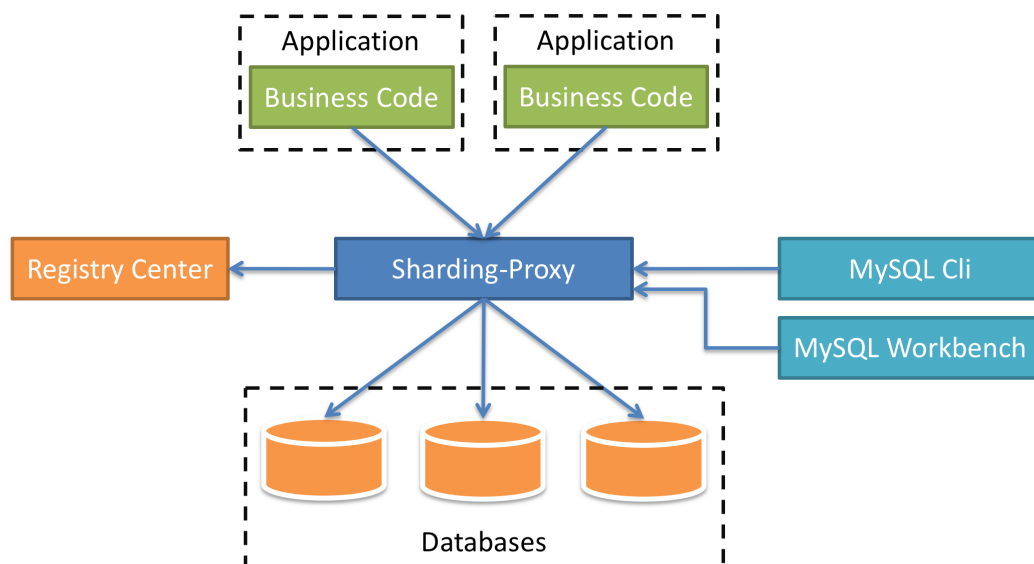 Application
Business Code
Application
Business Code
Registry Center
Sharding-Proxy
MySQL Cli
MySQL Workbench
Databases